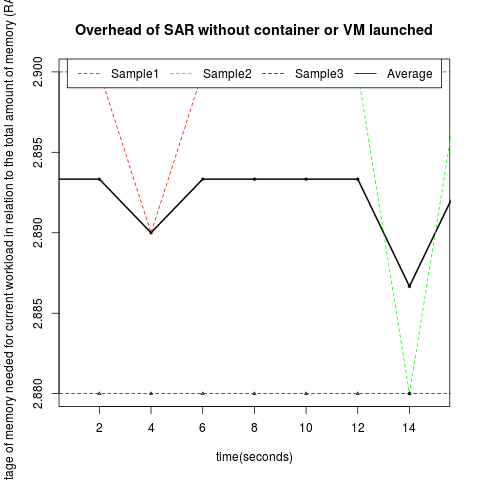 Overhead of SAR without container or VM launched
Sample1 Sample2 Sample3 Average
tage of memory needed for current workload in relation to the total amount of memory (RA
2.900
2.895
2.890
2.885
2.880
2 4 6 8 10 12 14
time(seconds)